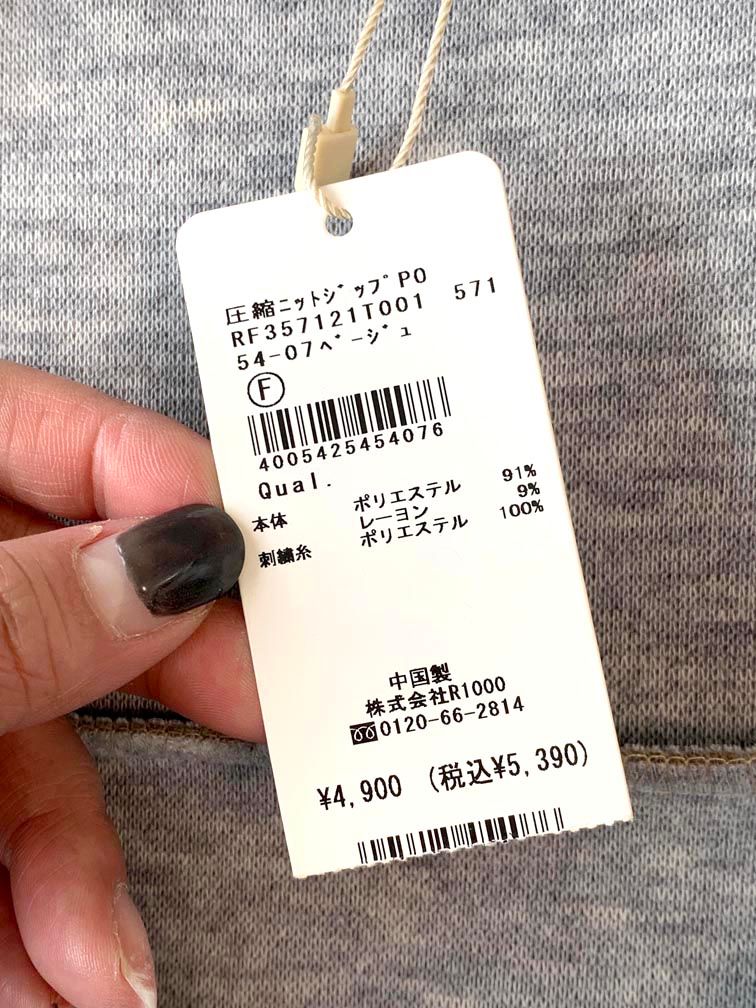 圧縮ニットジップPO
RF357121T001 571
54-07ベージュ
F
4005425454076
Qual.
本体 ポリエステル 91%
レーヨン 9%
刺繍糸 ポリエステル 100%
中国製
株式会社R1000
0120-66-2814
¥4,900 (税込¥5,390)